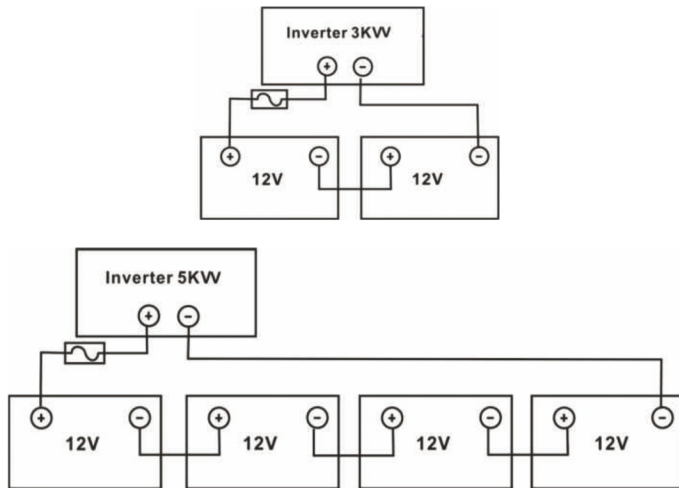 Inverter 3KW
+ −
+ − + −
12V 12V
Inverter 5KW
+ −
+ − + − + − + −
12V 12V 12V 12V